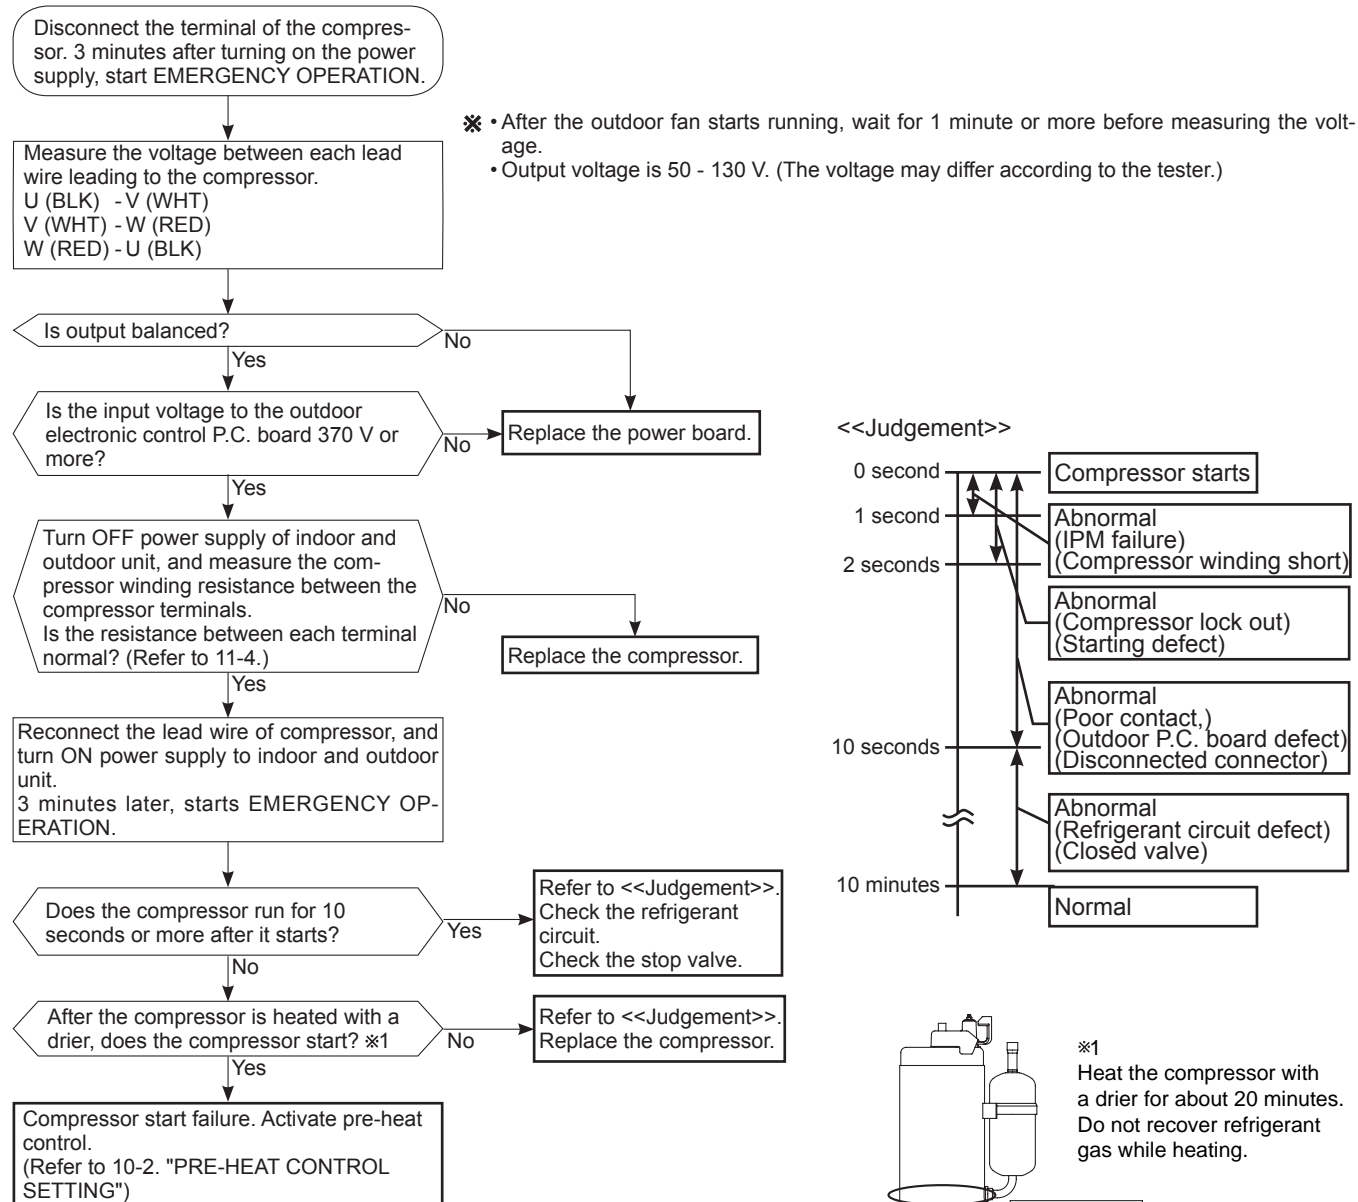 Disconnect the terminal of the compres-
sor. 3 minutes after turning on the power
supply, start EMERGENCY OPERATION.
※ • After the outdoor fan starts running, wait for 1 minute or more before measuring the volt-
age.
• Output voltage is 50 - 130 V. (The voltage may differ according to the tester.)
Measure the voltage between each lead
wire leading to the compressor.
U (BLK) - V (WHT)
V (WHT) - W (RED)
W (RED) - U (BLK)
Is output balanced?
No
Yes
Is the input voltage to the outdoor
electronic control P.C. board 370 V or
more?
No
Replace the power board.
Yes
Turn OFF power supply of indoor and
outdoor unit, and measure the com-
pressor winding resistance between the
compressor terminals.
Is the resistance between each terminal
normal? (Refer to 11-4.)
No
Replace the compressor.
Yes
Reconnect the lead wire of compressor, and
turn ON power supply to indoor and outdoor
unit.
3 minutes later, starts EMERGENCY OP-
ERATION.
Does the compressor run for 10
seconds or more after it starts?
Yes
Refer to <<Judgement>>.
Check the refrigerant
circuit.
Check the stop valve.
No
After the compressor is heated with a
drier, does the compressor start? ※1
No
Refer to <<Judgement>>.
Replace the compressor.
Yes
Compressor start failure. Activate pre-heat
control.
(Refer to 10-2. "PRE-HEAT CONTROL
SETTING")
<<Judgement>>
0 second
Compressor starts
1 second
Abnormal
(IPM failure)
(Compressor winding short)
2 seconds
Abnormal
(Compressor lock out)
(Starting defect)
Abnormal
(Poor contact,)
(Outdoor P.C. board defect)
(Disconnected connector)
10 seconds
Abnormal
(Refrigerant circuit defect)
(Closed valve)
10 minutes
Normal
※1
Heat the compressor with
a drier for about 20 minutes.
Do not recover refrigerant
gas while heating.